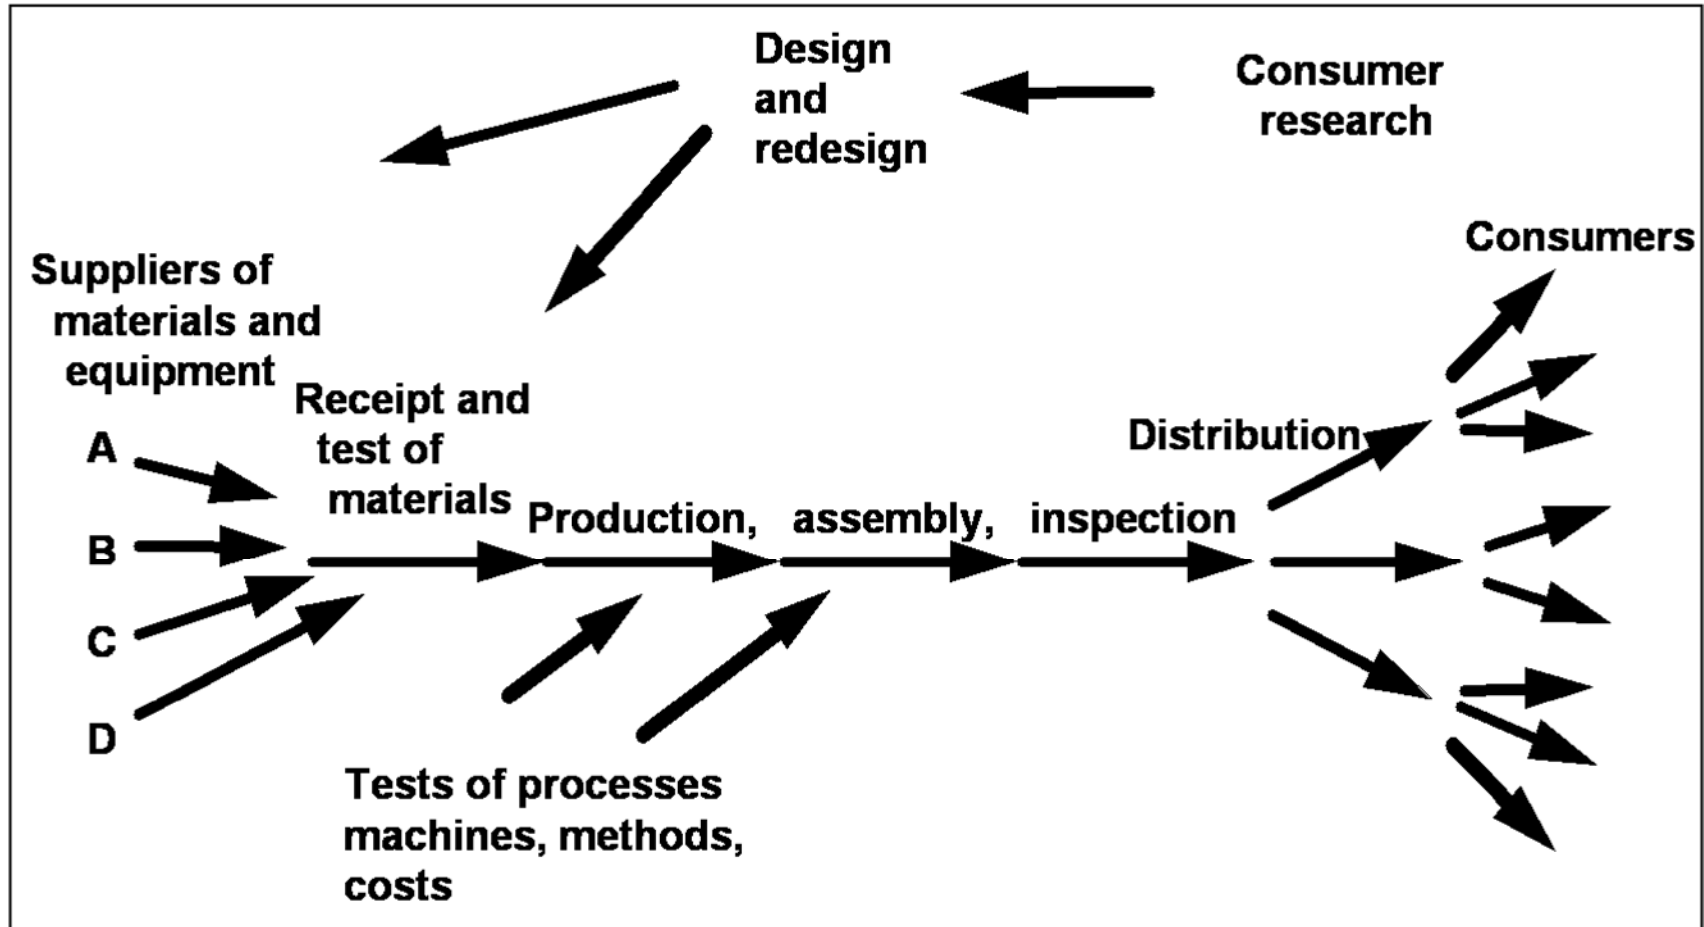 Design
and
redesign
Consumer
research
Consumers
Suppliers of
materials and
equipment
Receipt and
test of
materials
A
B
C
D
Production, assembly, inspection
Distribution
Tests of processes
machines, methods,
costs